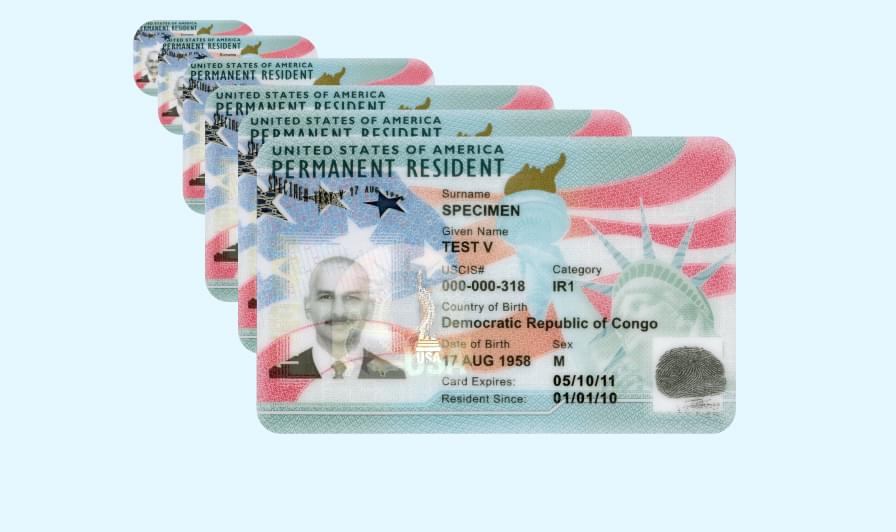 UNITED STATES OF AMERICA
PERMANENT RESIDENT
UNITED STATES OF AMERICA
PERMANENT RESIDENT
UNITED STATES OF AMERICA
PERMANENT RESIDENT
UNITED STATES OF AMERICA
PERMANENT RESIDENT
UNITED STATES OF AMERICA
PERMANENT RESIDENT
UNITED STATES OF AMERICA
PERMANENT RESIDENT
SPECIMEN TEST V 17 AUG
Surname
SPECIMEN
Given Name
TEST V
USCIS# Category
000-000-318 IR1
Country of Birth
Democratic Republic of Congo
Date of Birth Sex
17 AUG 1958 M
USA
USA
Card Expires: 05/10/11
Resident Since: 01/01/10